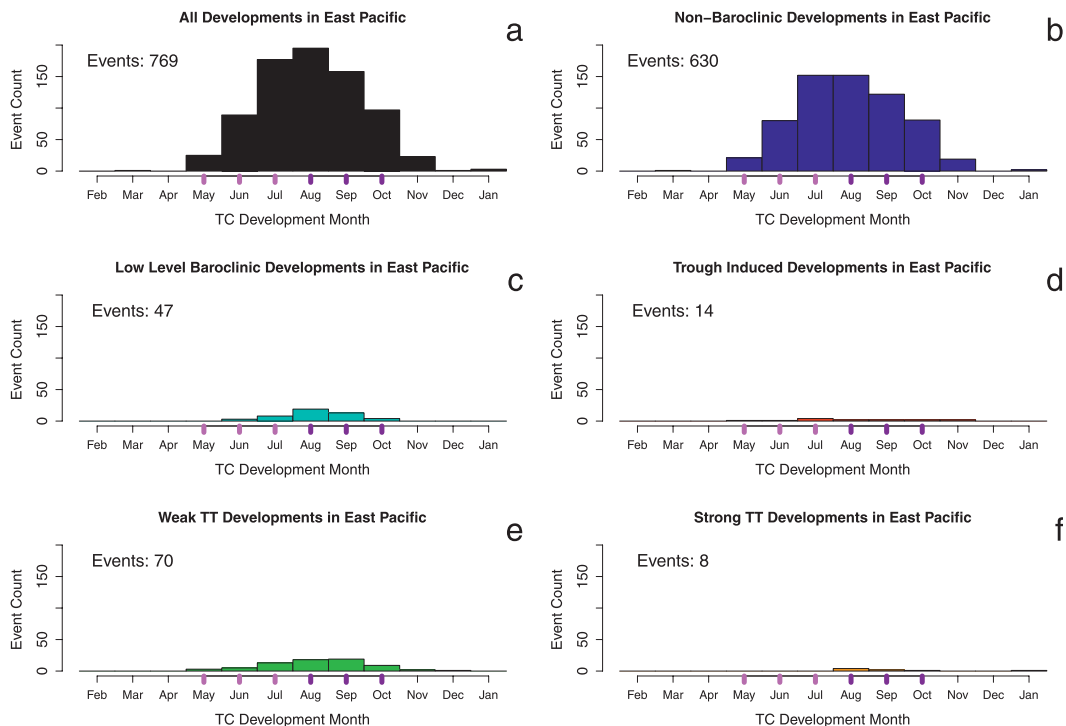 All Developments in East Pacific
a
Events: 769
Event Count
150
50
0
Feb Mar Apr May Jun Jul Aug Sep Oct Nov Dec Jan
TC Development Month
Non−Baroclinic Developments in East Pacific
b
Events: 630
Event Count
150
50
0
Feb Mar Apr May Jun Jul Aug Sep Oct Nov Dec Jan
TC Development Month
Low Level Baroclinic Developments in East Pacific
c
Events: 47
Event Count
150
50
0
Feb Mar Apr May Jun Jul Aug Sep Oct Nov Dec Jan
TC Development Month
Trough Induced Developments in East Pacific
d
Events: 14
Event Count
150
50
0
Feb Mar Apr May Jun Jul Aug Sep Oct Nov Dec Jan
TC Development Month
Weak TT Developments in East Pacific
e
Events: 70
Event Count
150
50
0
Feb Mar Apr May Jun Jul Aug Sep Oct Nov Dec Jan
TC Development Month
Strong TT Developments in East Pacific
f
Events: 8
Event Count
150
50
0
Feb Mar Apr May Jun Jul Aug Sep Oct Nov Dec Jan
TC Development Month